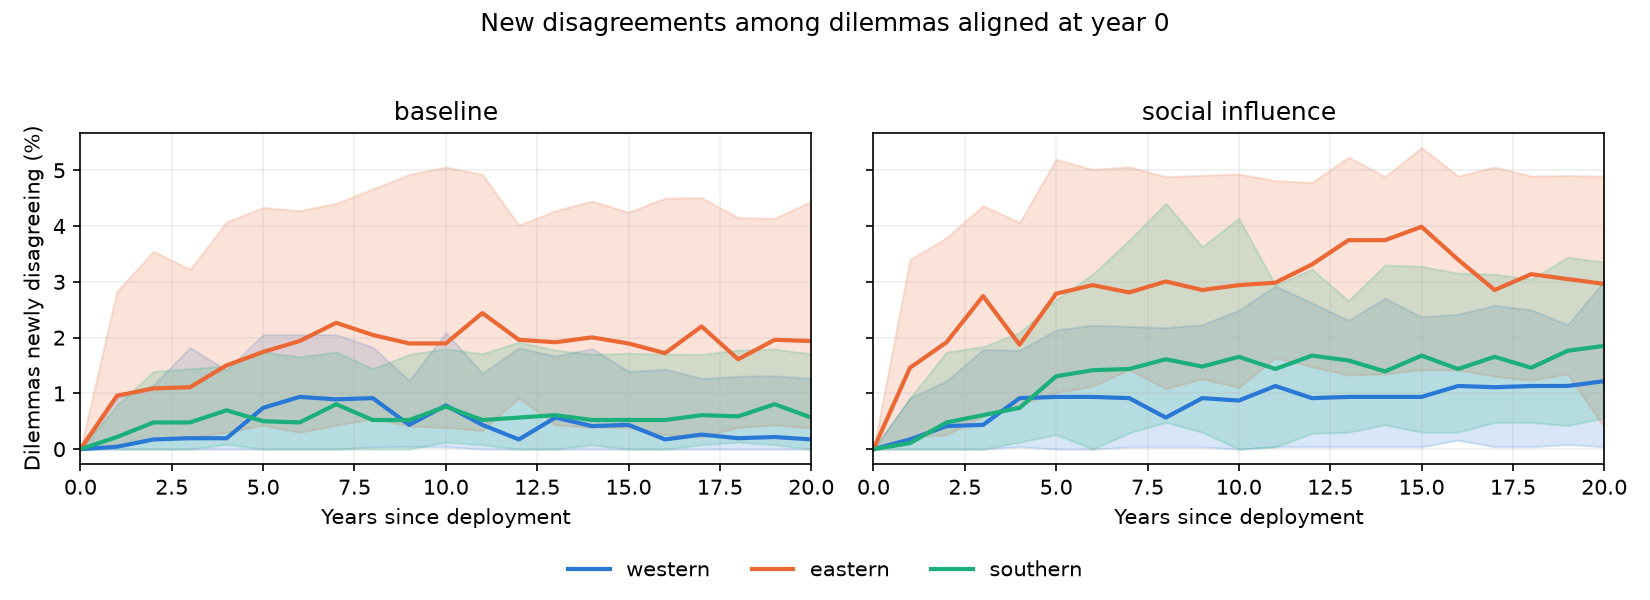 New disagreements among dilemmas aligned at year 0
baseline
social influence
Dilemmas newly disagreeing (%)
5
4
3
2
1
0
0.0 2.5 5.0 7.5 10.0 12.5 15.0 17.5 20.0
0.0 2.5 5.0 7.5 10.0 12.5 15.0 17.5 20.0
Years since deployment
Years since deployment
western eastern southern